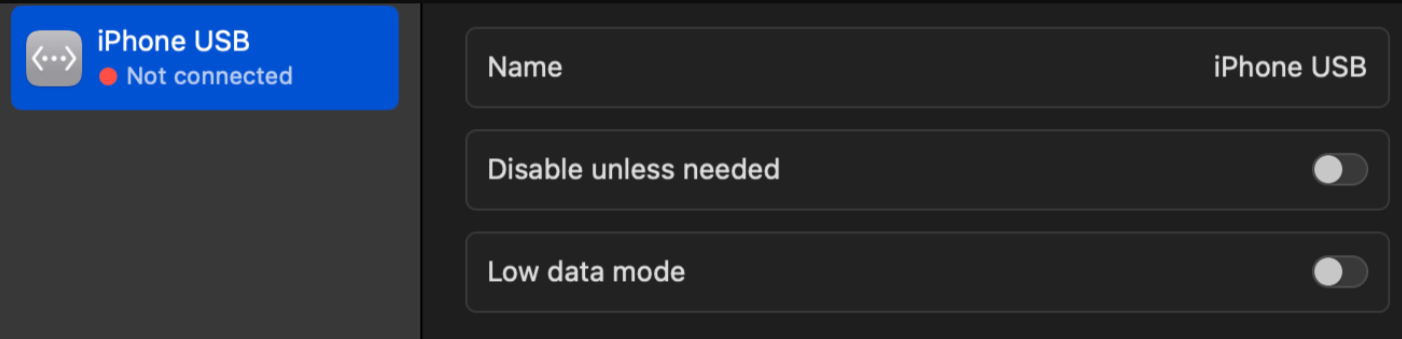 iPhone USB
Not connected
Name
iPhone USB
Disable unless needed
Low data mode